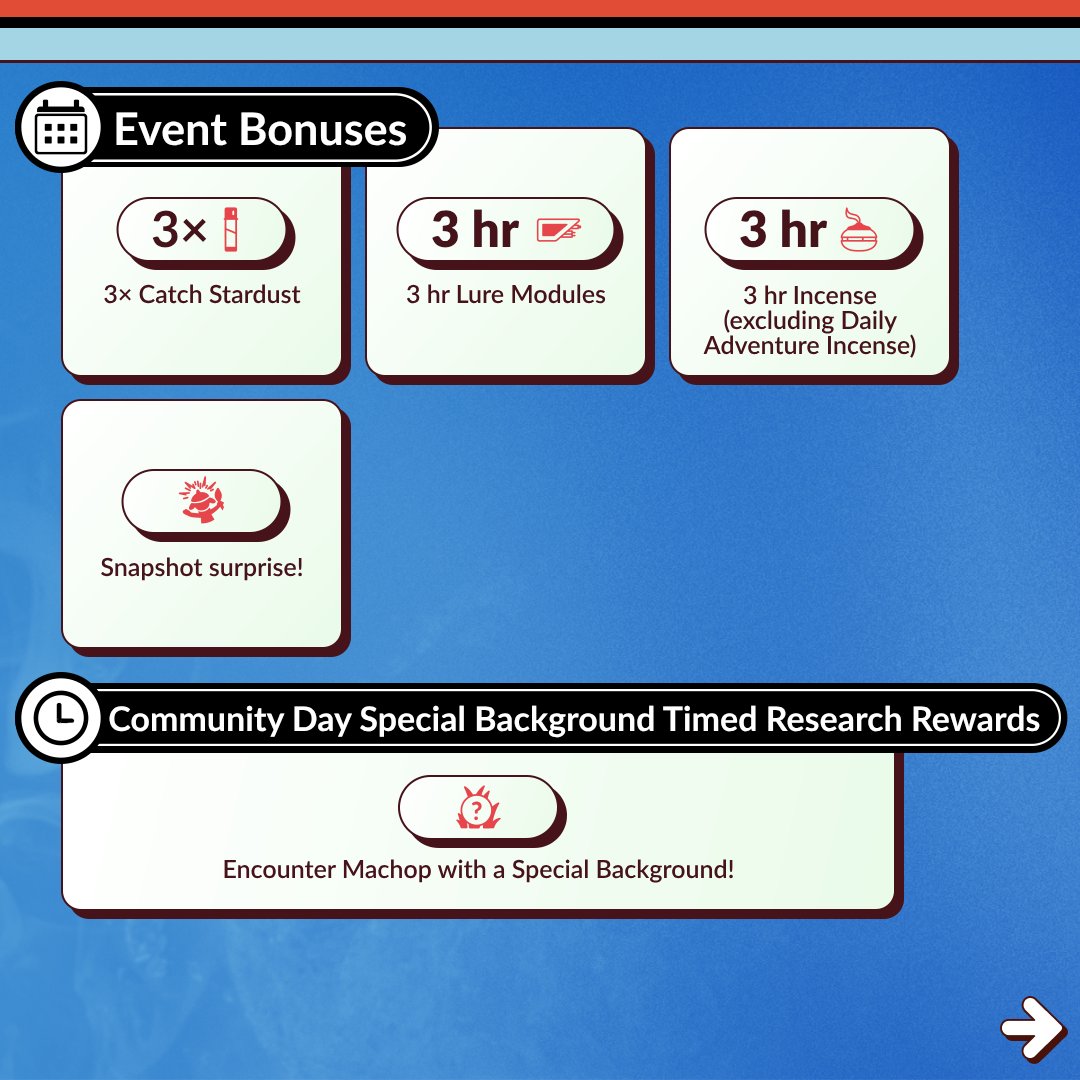 Event Bonuses
3×
3× Catch Stardust
3 hr
3 hr Lure Modules
3 hr
3 hr Incense
(excluding Daily
Adventure Incense)
Snapshot surprise!
Community Day Special Background Timed Research Rewards
?
Encounter Machop with a Special Background!